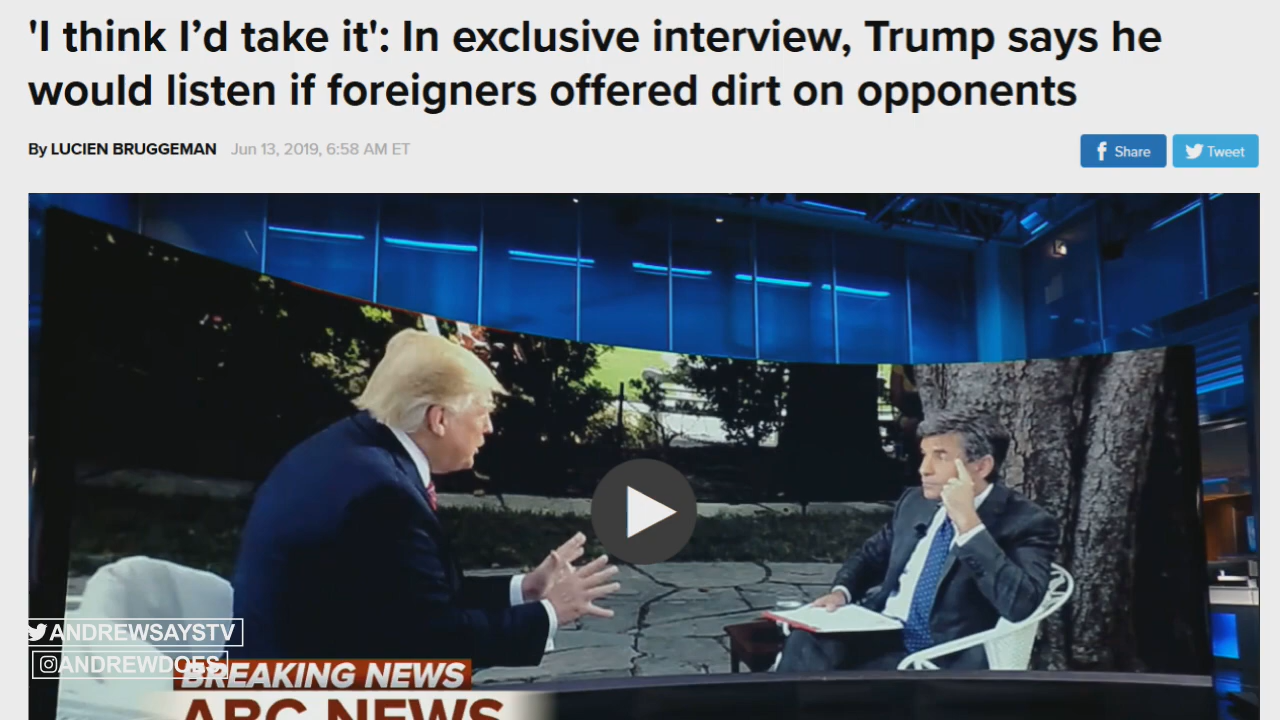 'I think I’d take it': In exclusive interview, Trump says he
would listen if foreigners offered dirt on opponents
By LUCIEN BRUGGEMAN Jun 13, 2019, 6:58 AM ET
Share
Tweet
ANDREWSAYSTV
@ANDREWDOES
BREAKING NEWS
ABC NEWS